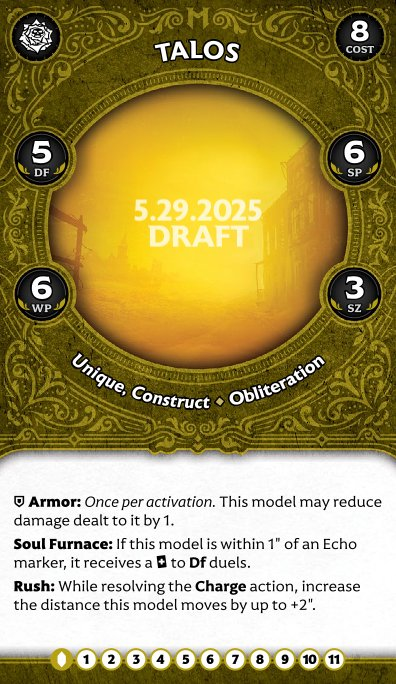 TALOS
8
COST
5
DF
6
SP
5.29.2025
DRAFT
6
WP
3
SZ
Unique, Construct ◆ Obliteration
Armor: Once per activation. This model may reduce
damage dealt to it by 1.
Soul Furnace: If this model is within 1" of an Echo
marker, it receives a to Df duels.
Rush: While resolving the Charge action, increase
the distance this model moves by up to +2".
1 2 3 4 5 6 7 8 9 10 11